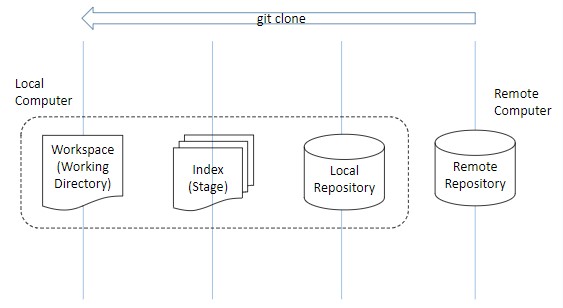 git clone
Local
Computer
Remote
Computer
Workspace
(Working
Directory)
Index
(Stage)
Local
Repository
Remote
Repository